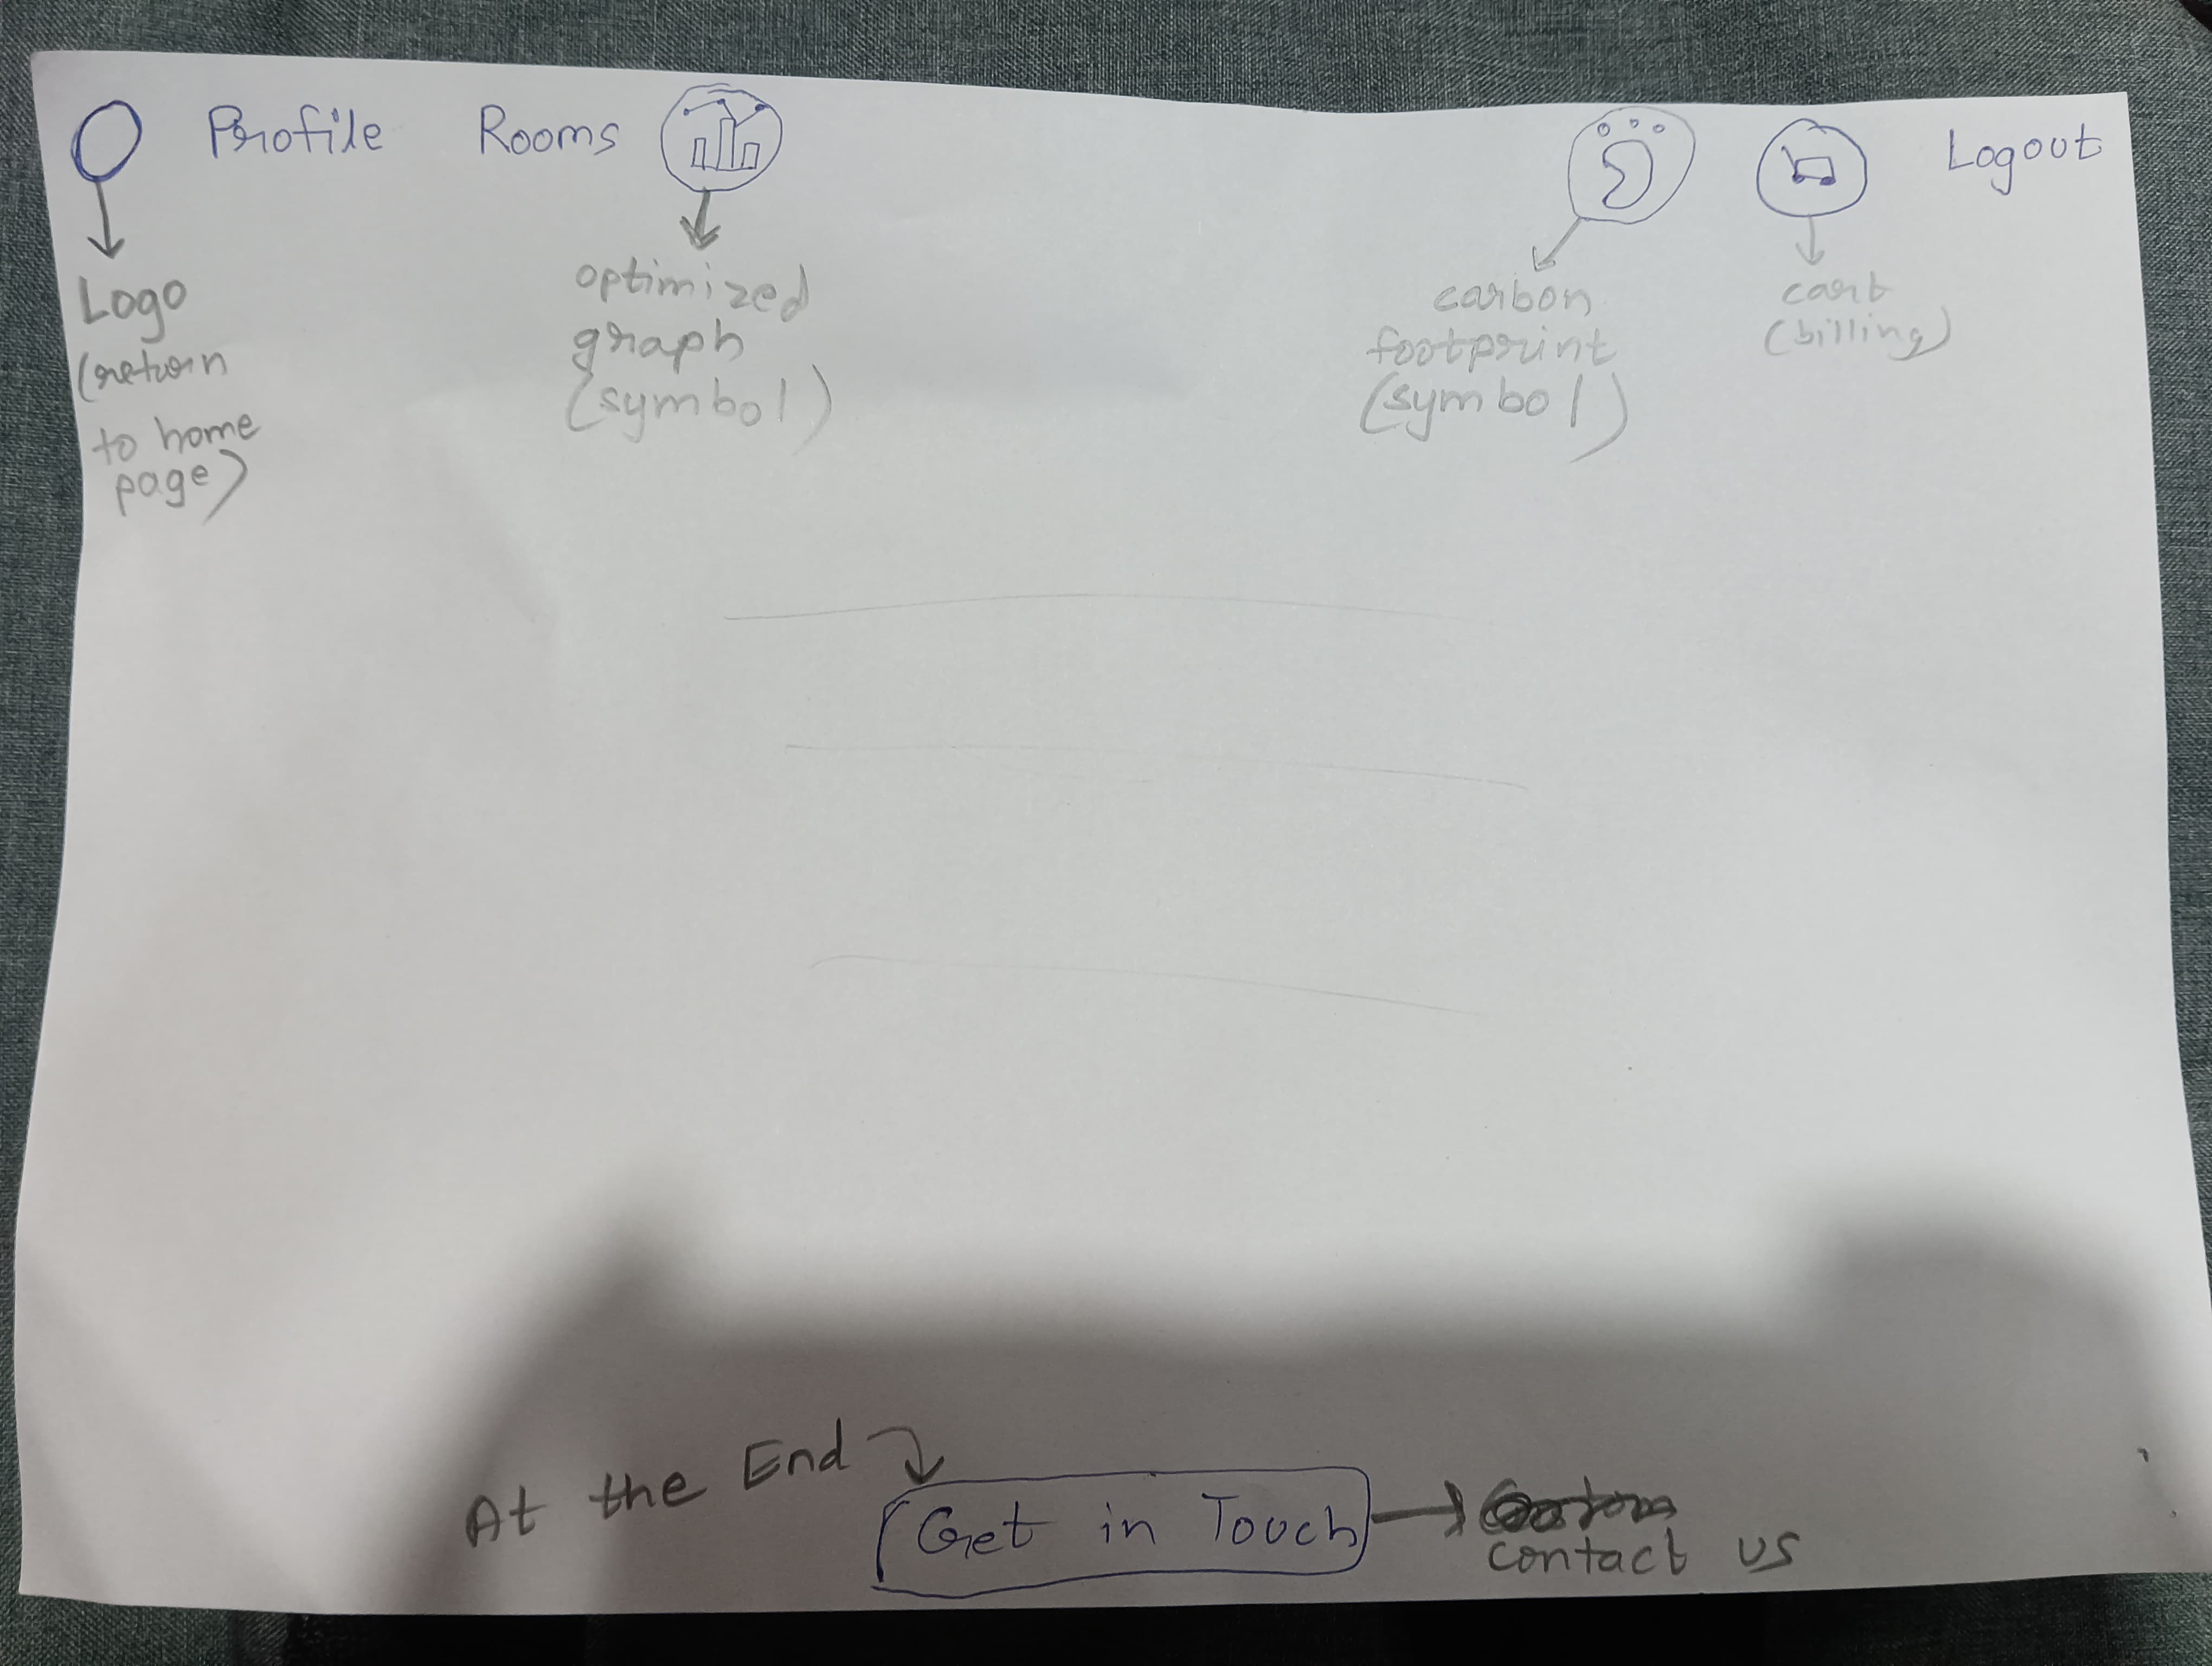 Profile Rooms Logout
Logo
(return
to home
page)
optimized
graph
(symbol)
carbon
footprint
(symbol)
cart
(billing)
At the End
Get in Touch
contact us